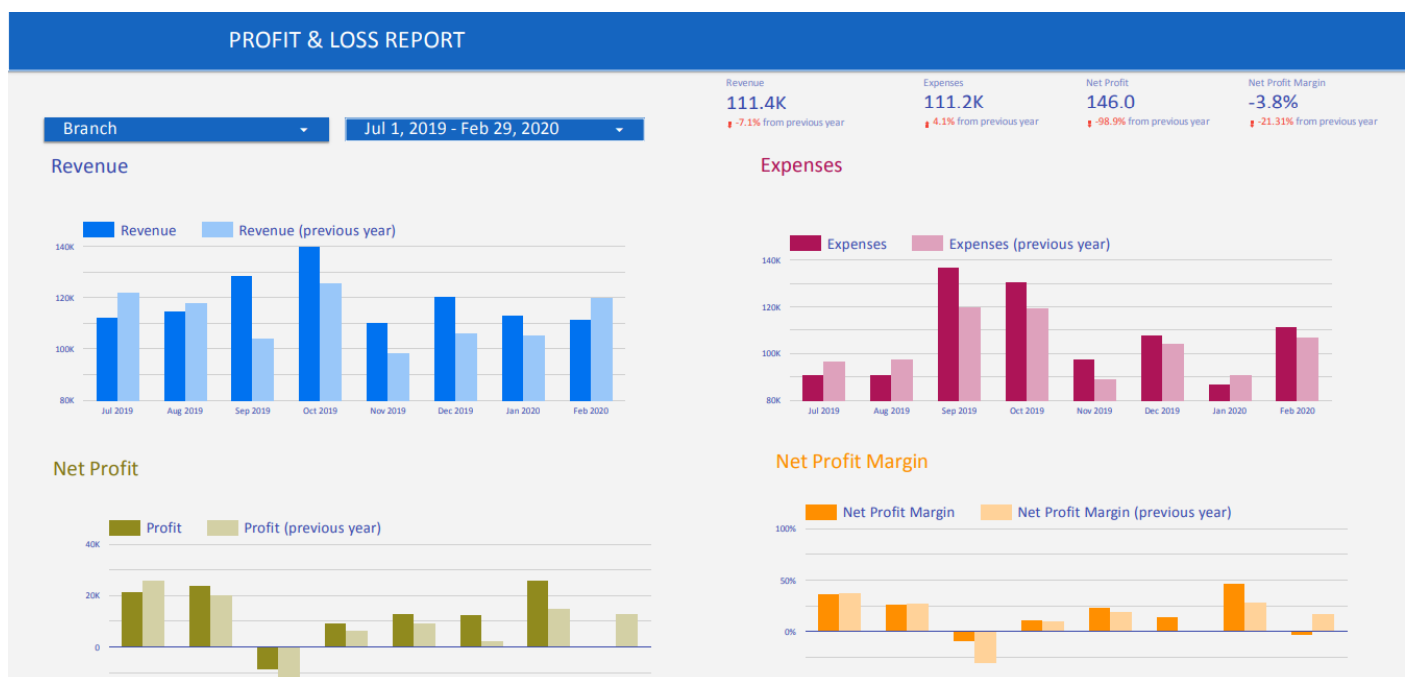 PROFIT & LOSS REPORT
Revenue
111.4K
-7.1% from previous year
Expenses
111.2K
4.1% from previous year
Net Profit
146.0
-98.9% from previous year
Net Profit Margin
-3.8%
-21.31% from previous year
Branch
Jul 1, 2019 - Feb 29, 2020
Revenue
Revenue Revenue (previous year)
140K
120K
100K
80K
Jul 2019 Aug 2019 Sep 2019 Oct 2019 Nov 2019 Dec 2019 Jan 2020 Feb 2020
Expenses
Expenses Expenses (previous year)
140K
120K
100K
80K
Jul 2019 Aug 2019 Sep 2019 Oct 2019 Nov 2019 Dec 2019 Jan 2020 Feb 2020
Net Profit
Profit Profit (previous year)
40K
20K
0
Net Profit Margin
Net Profit Margin Net Profit Margin (previous year)
100%
50%
0%